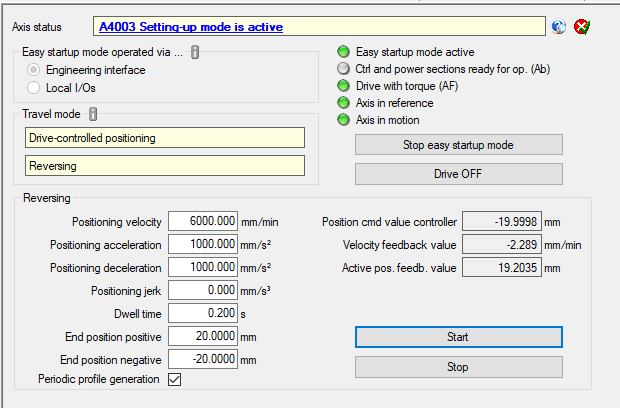 Axis status
A4003 Setting-up mode is active
Easy startup mode operated via ...
Engineering interface
Local I/Os
Easy startup mode active
Ctrl and power sections ready for op. (Ab)
Drive with torque (AF)
Axis in reference
Axis in motion
Travel mode
Drive-controlled positioning
Reversing
Stop easy startup mode
Drive OFF
Reversing
Positioning velocity 6000.000 mm/min
Positioning acceleration 1000.000 mm/s²
Positioning deceleration 1000.000 mm/s²
Positioning jerk 0.000 mm/s³
Dwell time 0.200 s
End position positive 20.0000 mm
End position negative -20.0000 mm
Periodic profile generation
Position cmd value controller -19.9998 mm
Velocity feedback value -2.289 mm/min
Active pos. feedb. value 19.2035 mm
Start
Stop